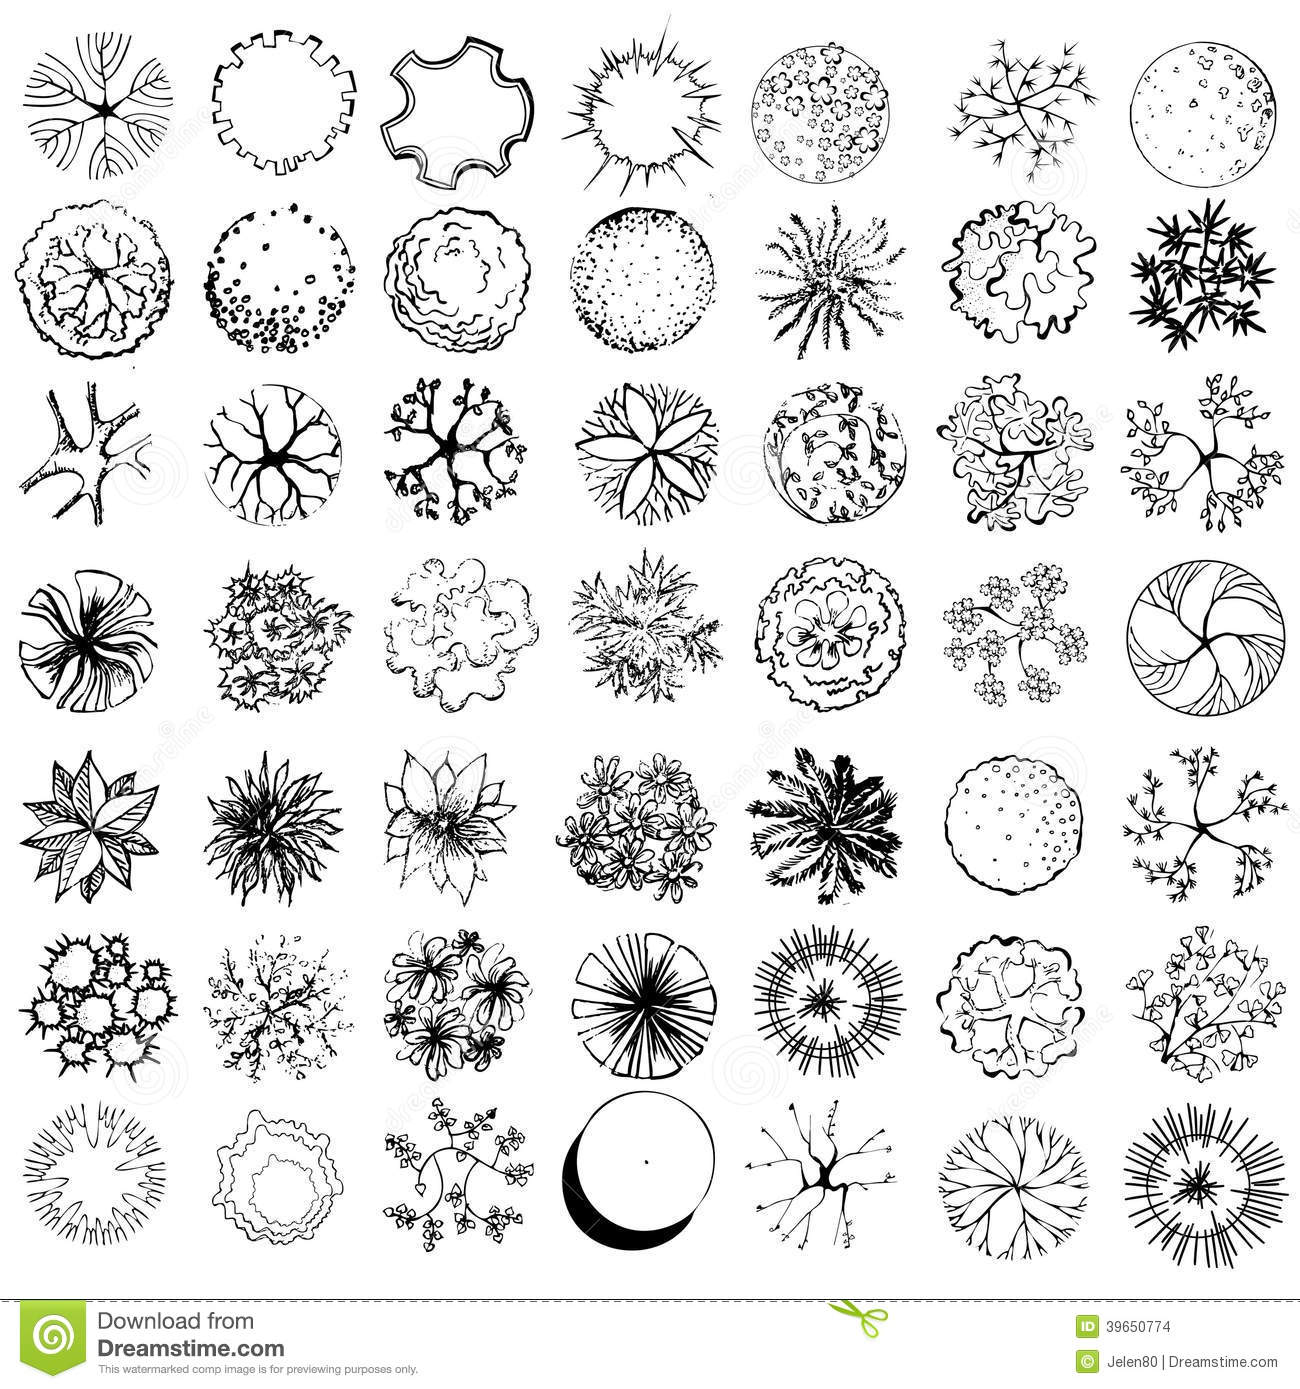 Download from
Dreamstime.com
This watermarked comp image is for previewing purposes only.
ID 39650774
© Jelen80 | Dreamstime.com